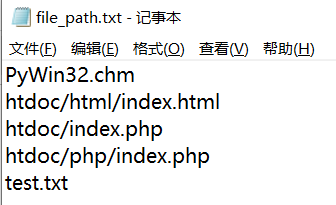 file_path.txt - 记事本
文件(F) 编辑(E) 格式(O) 查看(V) 帮助(H)
PyWin32.chm
htdoc/html/index.html
htdoc/index.php
htdoc/php/index.php
test.txt